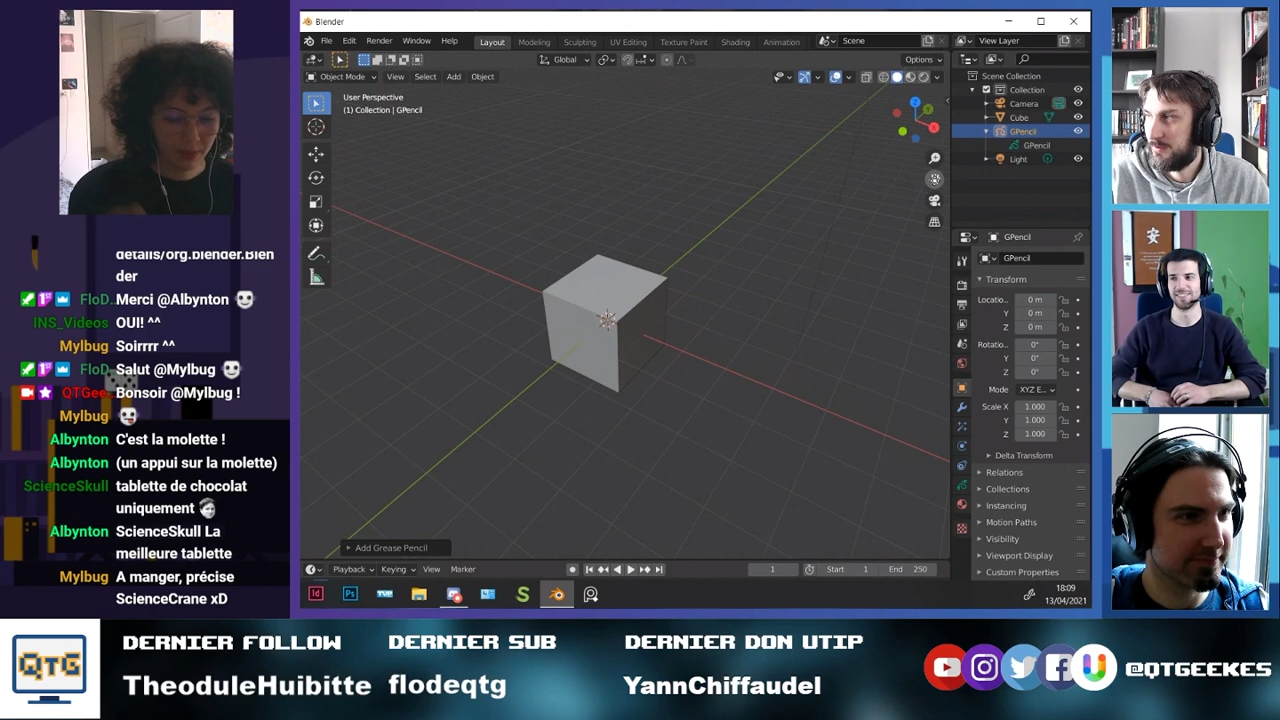 details/org.blender.Blen
der
FloD.. Merci @Albynton
INS_Videos OUI! ^^
Mylbug Soirrrr ^^
FloD.. Salut @Mylbug
QTGee.. Bonsoir @Mylbug !
Mylbug
Albynton C'est la molette !
Albynton (un appui sur la molette)
ScienceSkull tablette de chocolat
uniquement
Albynton ScienceSkull La
meilleure tablette
Mylbug A manger, précise
ScienceCrane xD
Blender
File Edit Render Window Help Layout Modeling Sculpting UV Editing Texture Paint Shading Animation Scene View Layer
Global Options
Object Mode View Select Add Object
User Perspective
(1) Collection | GPencil
Scene Collection
Collection
Camera
Cube
GPencil
GPencil
Light
GPencil
GPencil
Transform
Locatio.. 0 m
Y 0 m
Z 0 m
Rotatio.. 0°
Y 0°
Z 0°
Mode XYZ E..
Scale X 1.000
Y 1.000
Z 1.000
Delta Transform
Relations
Collections
Instancing
Motion Paths
Visibility
Viewport Display
Custom Properties
Add Grease Pencil
Playback Keying View Marker 1 Start 1 End 250
18:09
13/04/2021
安
QTG
DERNIER FOLLOW
TheoduleHuibitte
DERNIER SUB
flodeqtg
DERNIER DON UTIP
YannChiffaudel
@QTGEEKES